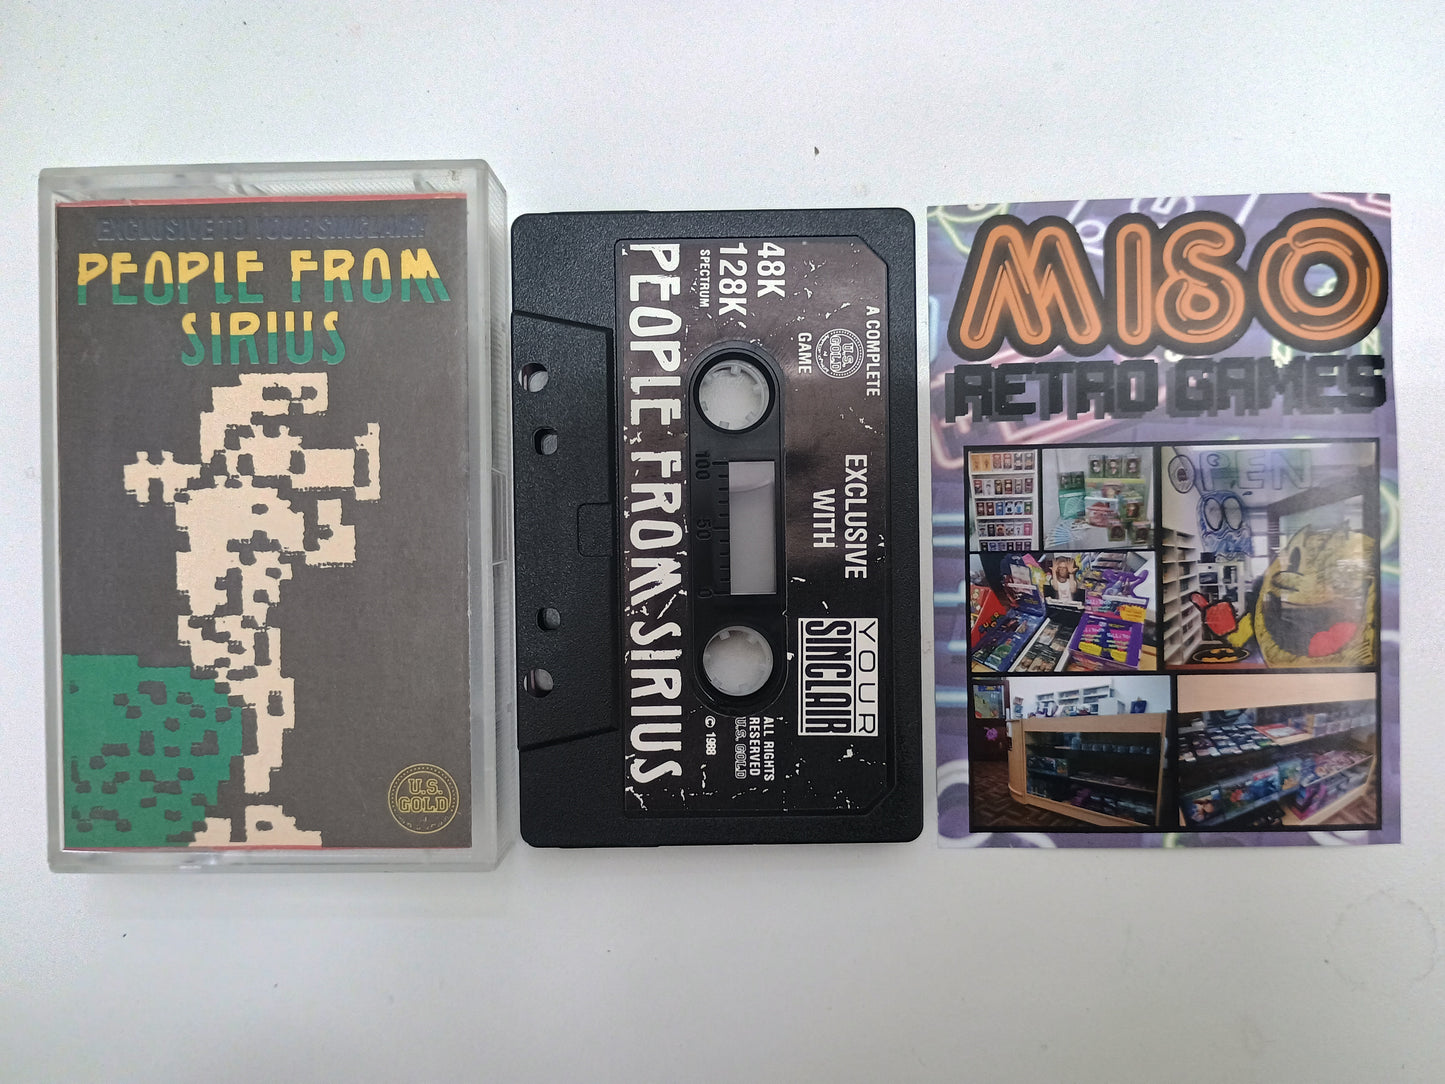 EXCLUSIVE TO YOUR SINCLAIR!
PEOPLE FROM
SIRIUS
U.S.
GOLD
48K
128K
SPECTRUM
PEOPLE FROM SIRIUS
A COMPLETE
GAME
U.S.
GOLD
EXCLUSIVE
WITH
YOUR
SINCLAIR
100 50 0
ALL RIGHTS
RESERVED
U.S. GOLD
© 1988
MISO
RETRO GAMES
OPEN